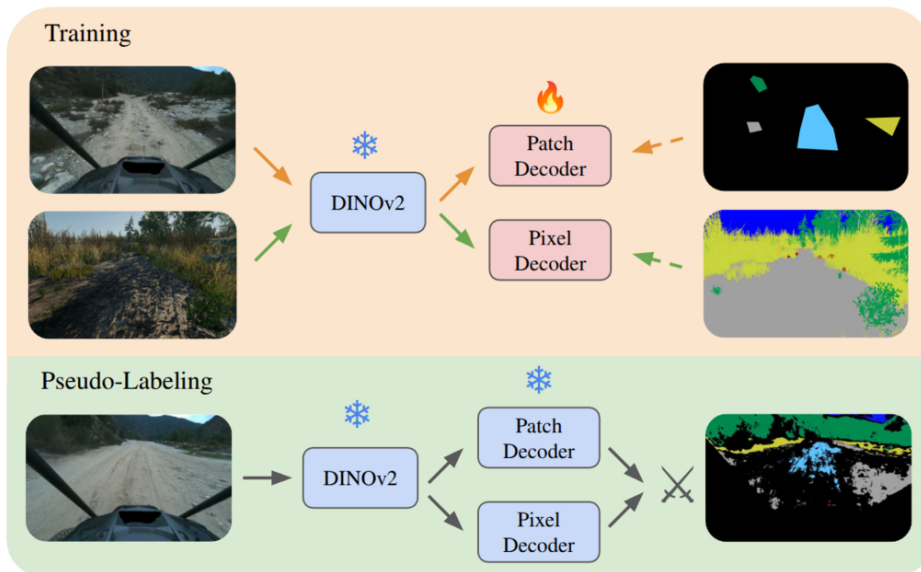 Training
DINOv2
Patch
Decoder
Pixel
Decoder
Pseudo-Labeling
DINOv2
Patch
Decoder
Pixel
Decoder